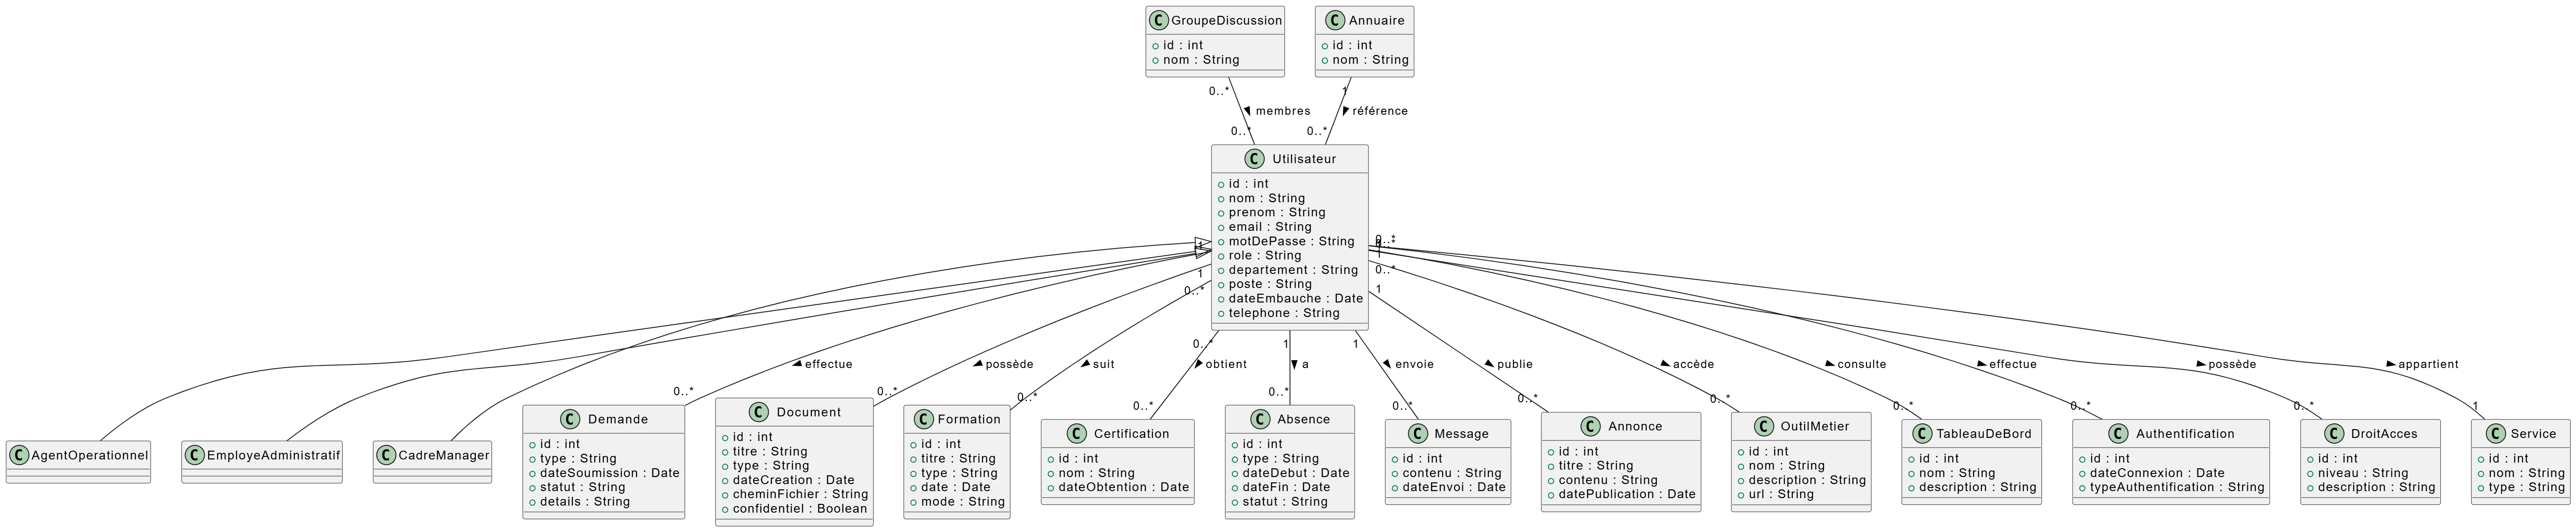 C GroupeDiscussion
id : int
nom : String
C Annuaire
id : int
nom : String
0..*
1
membres
référence
0..*
0..*
C Utilisateur
id : int
nom : String
prenom : String
email : String
motDePasse : String
role : String
departement : String
poste : String
dateEmbauche : Date
telephone : String
1
1
0..*
0..*
1
1
0..*
1
0..*
1
effectue
possède
suit
obtient
a
envoie
publie
accède
consulte
effectue
possède
appartient
0..*
0..*
0..*
0..*
0..*
0..*
0..*
0..*
0..*
0..*
0..*
1
C AgentOperationnel
C EmployeAdministratif
C CadreManager
C Demande
id : int
type : String
dateSoumission : Date
statut : String
details : String
C Document
id : int
titre : String
type : String
dateCreation : Date
cheminFichier : String
confidentiel : Boolean
C Formation
id : int
titre : String
type : String
date : Date
mode : String
C Certification
id : int
nom : String
dateObtention : Date
C Absence
id : int
type : String
dateDebut : Date
dateFin : Date
statut : String
C Message
id : int
contenu : String
dateEnvoi : Date
C Annonce
id : int
titre : String
contenu : String
datePublication : Date
C OutilMetier
id : int
nom : String
description : String
url : String
C TableauDeBord
id : int
nom : String
description : String
C Authentification
id : int
dateConnexion : Date
typeAuthentification : String
C DroitAcces
id : int
niveau : String
description : String
C Service
id : int
nom : String
type : String